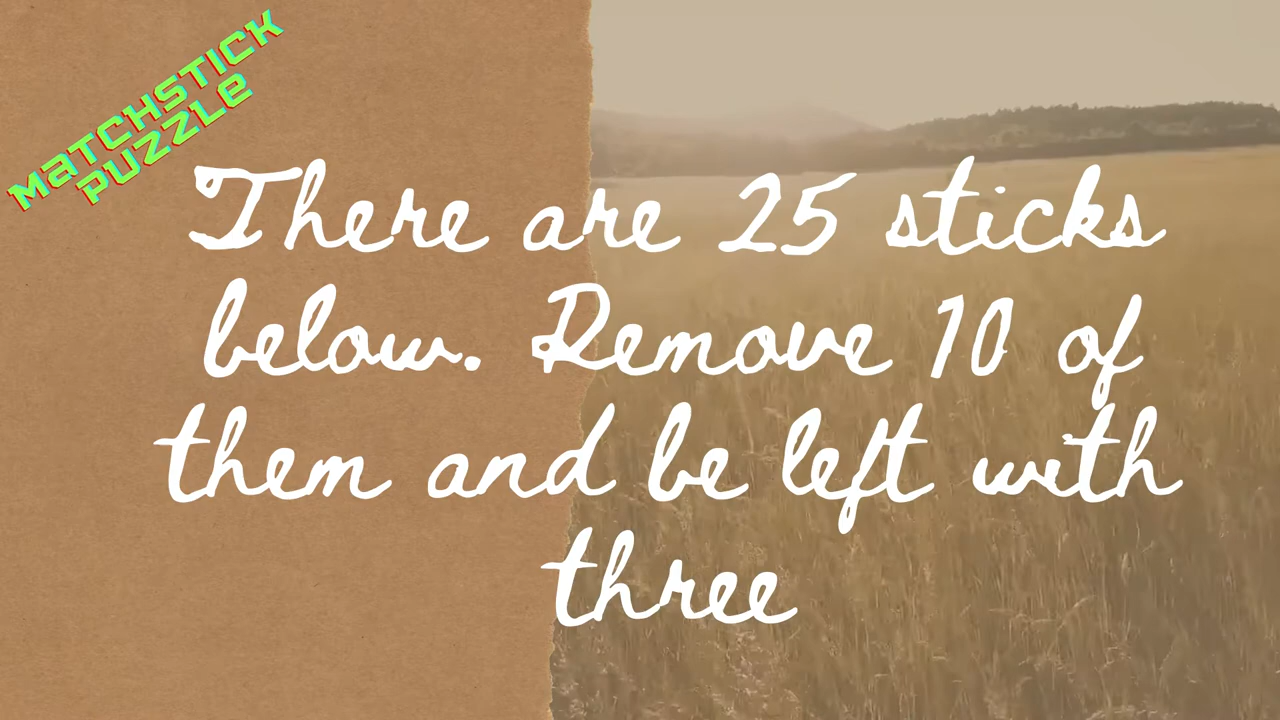 MATCHSTICK
PUZZLE
There are 25 sticks
below. Remove 10 of
them and be left with
three